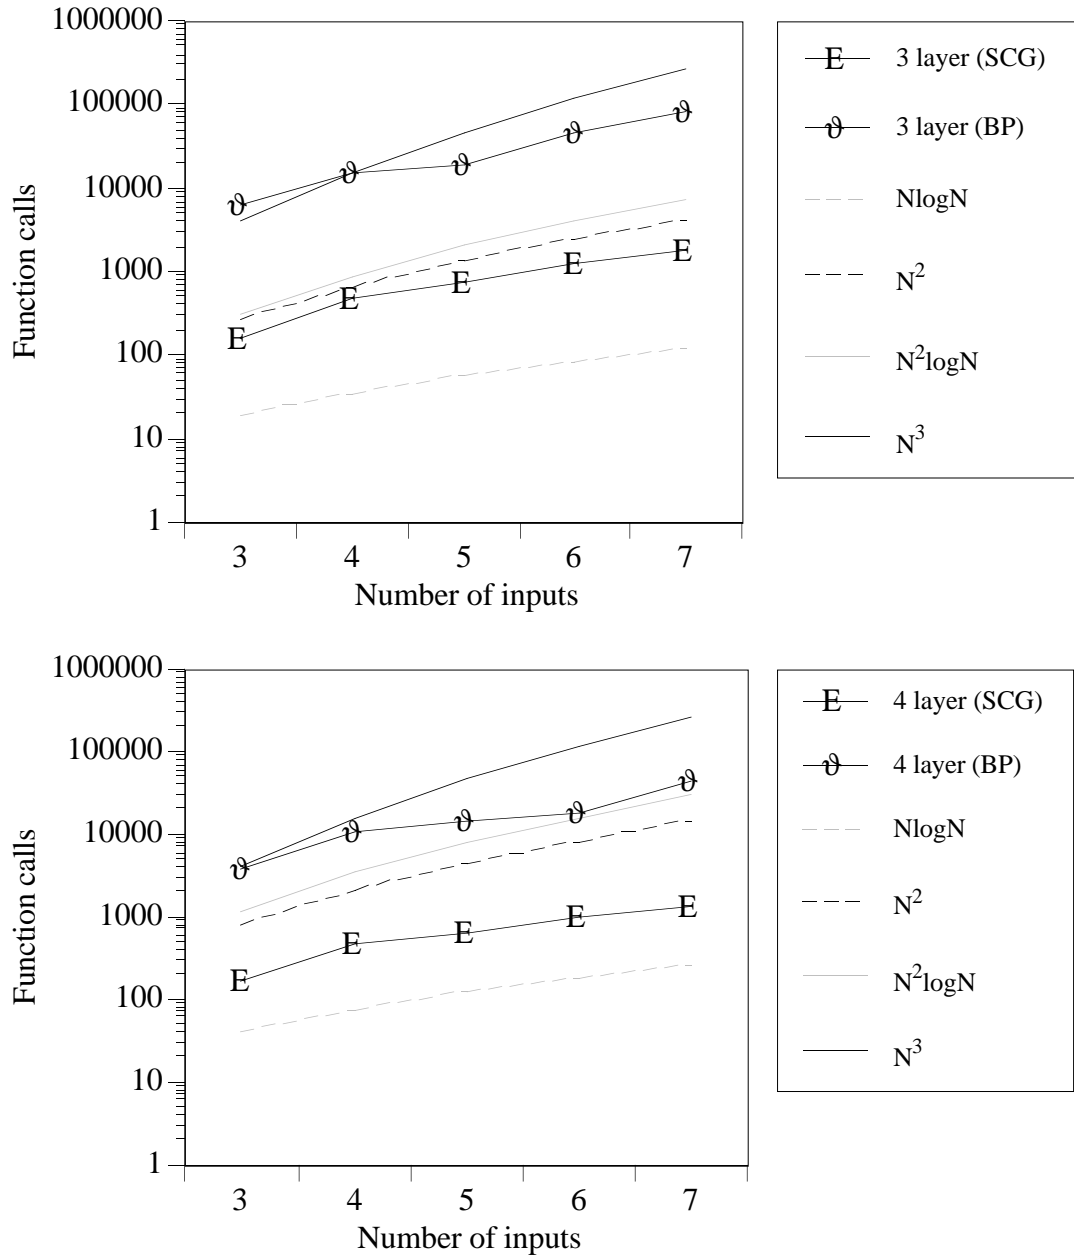 1000000
100000
10000
1000
100
10
1
Function calls
3 4 5 6 7
Number of inputs
E 3 layer (SCG)
ϑ 3 layer (BP)
NlogN
N²
N²logN
N³
ϑ ϑ ϑ ϑ ϑ
E E E E E
1000000
100000
10000
1000
100
10
1
Function calls
3 4 5 6 7
Number of inputs
E 4 layer (SCG)
ϑ 4 layer (BP)
NlogN
N²
N²logN
N³
ϑ ϑ ϑ ϑ ϑ
E E E E E